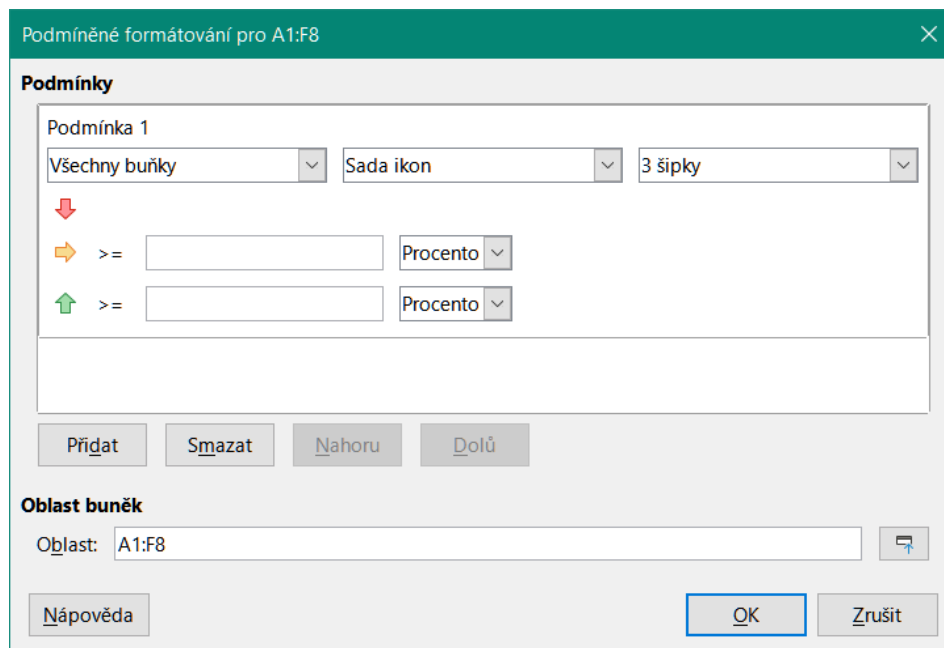 Podmíněné formátování pro A1:F8
Podmínky
Podmínka 1
Všechny buňky Sada ikon 3 šipky
>= Procento
>= Procento
Přidat Smazat Nahoru Dolů
Oblast buněk
Oblast: A1:F8
Nápověda OK Zrušit